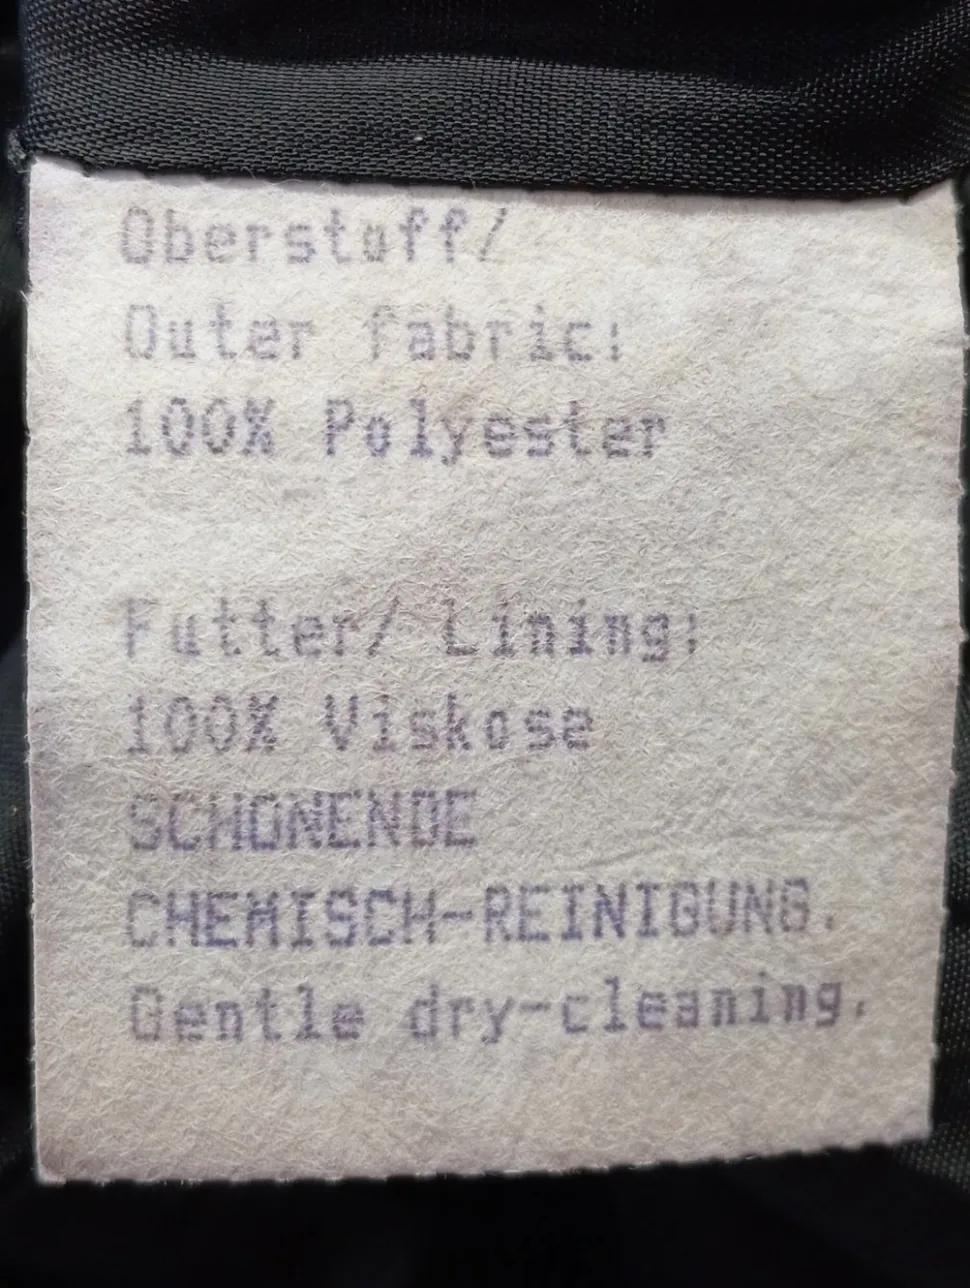 Oberstoff/
Outer fabric:
100% Polyester
Futter/ Lining:
100% Viskose
SCHONENDE
CHEMISCH-REINIGUNG.
Gentle dry-cleaning.